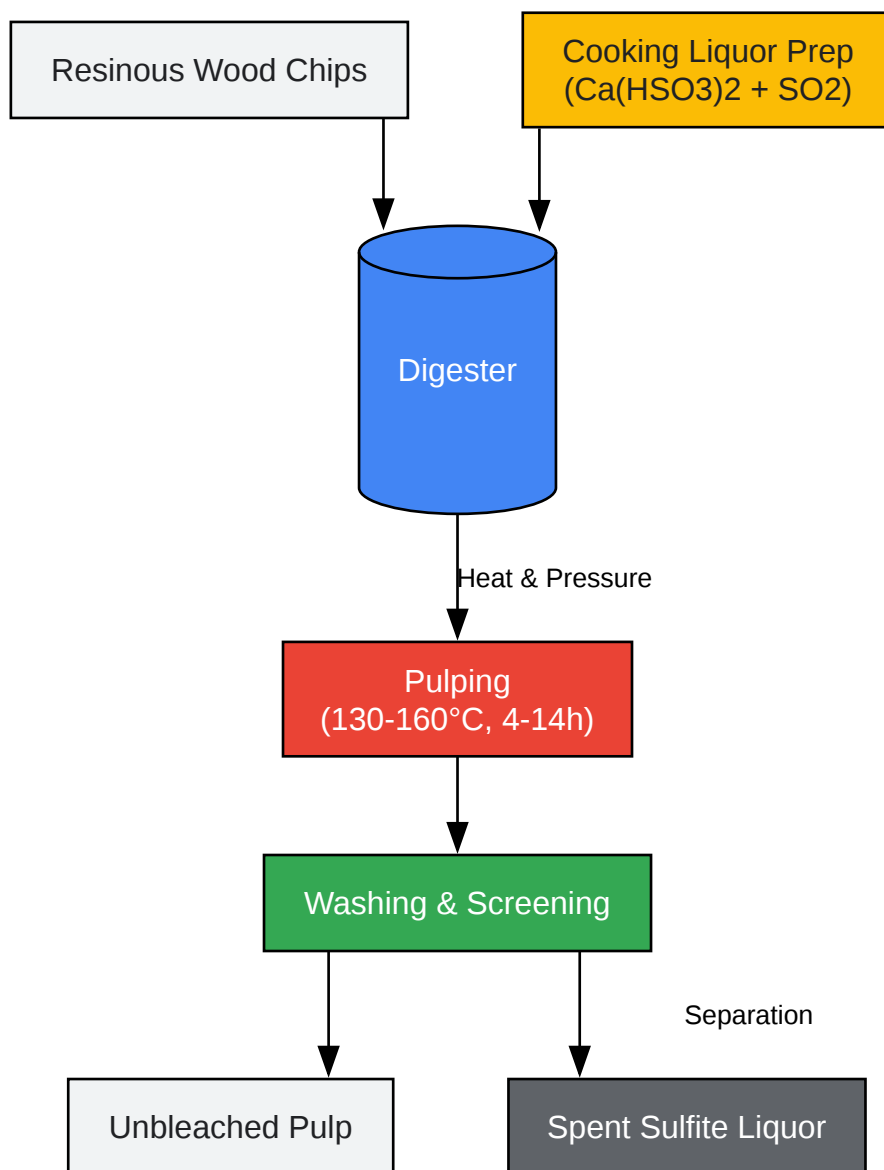 Resinous Wood Chips
Cooking Liquor Prep
(Ca(HSO3)2 + SO2)
Digester
Heat & Pressure
Pulping
(130-160°C, 4-14h)
Washing & Screening
Separation
Unbleached Pulp
Spent Sulfite Liquor